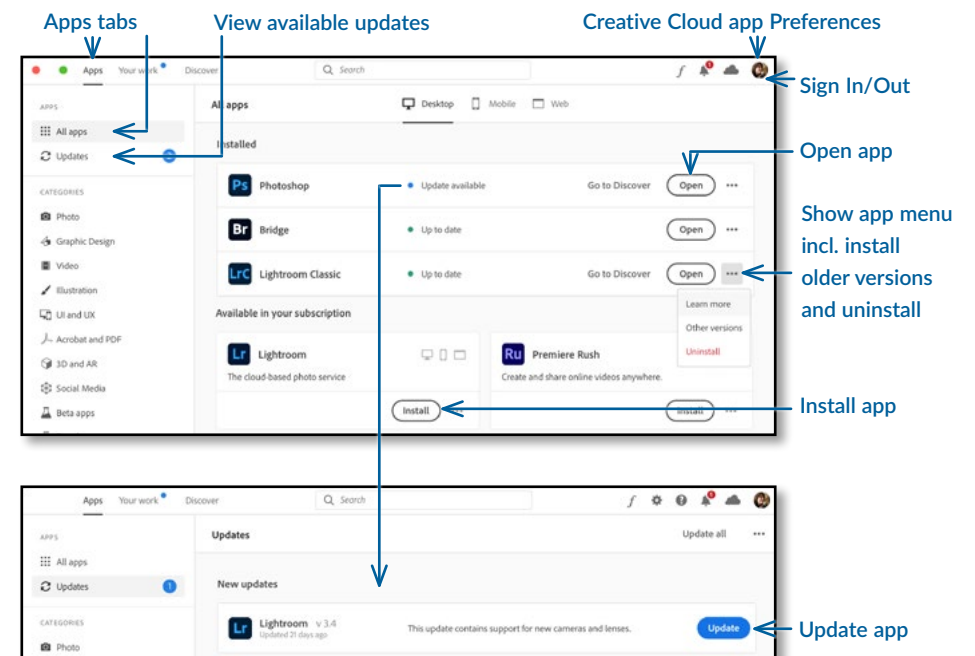 Apps tabs
View available updates
Creative Cloud app Preferences
Apps Your work Discover Search
Sign In/Out
APPS
All apps
Updates
CATEGORIES
Photo
Graphic Design
Video
Illustration
UI and UX
Acrobat and PDF
3D and AR
Social Media
Beta apps
All apps Desktop Mobile Web
Installed
Ps Photoshop Update available Go to Discover Open
Br Bridge Up to date Open
LrC Lightroom Classic Up to date Go to Discover Open
Learn more
Other versions
Uninstall
Available in your subscription
Lr Lightroom
The cloud-based photo service
Install
Ru Premiere Rush
Create and share online videos anywhere.
Install
Open app
Show app menu
incl. install
older versions
and uninstall
Install app
Apps Your work Discover Search
APPS
All apps
Updates 1
CATEGORIES
Photo
Updates Update all
New updates
Lr Lightroom v 3.4
Updated 21 days ago
This update contains support for new cameras and lenses.
Update
Update app